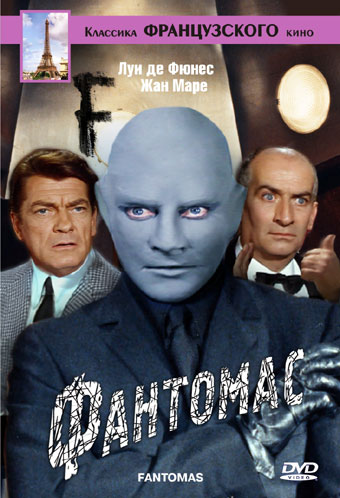 Классика ФРАНЦУЗСКОГО кино
Луи де Фюнес
Жан Маре
F
Фантомас
DVD
VIDEO
FANTOMAS